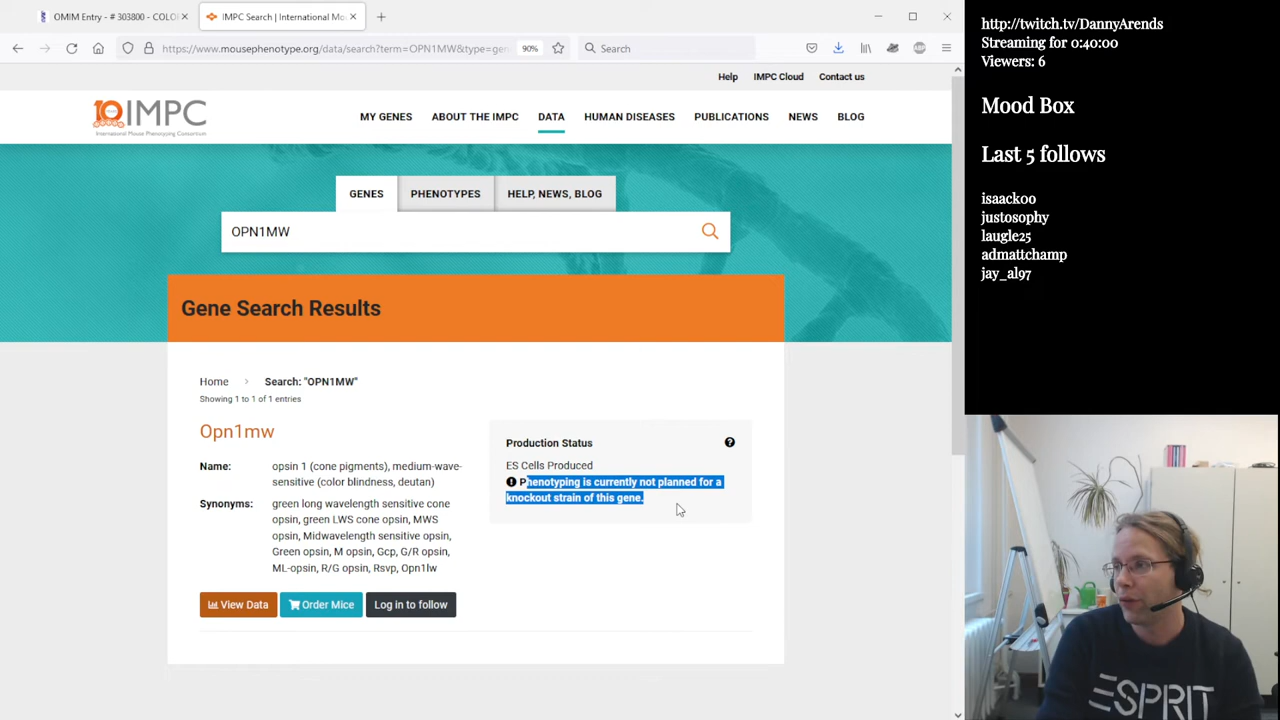 OMIM Entry - # 303800 - COLO
IMPC Search | International Mo
https://www.mousephenotype.org/data/search?term=OPN1MW&type=gen
90%
Search
Help
IMPC Cloud
Contact us
IMPC
International Mouse Phenotyping Consortium
MY GENES
ABOUT THE IMPC
DATA
HUMAN DISEASES
PUBLICATIONS
NEWS
BLOG
GENES
PHENOTYPES
HELP, NEWS, BLOG
OPN1MW
Gene Search Results
Home > Search: "OPN1MW"
Showing 1 to 1 of 1 entries
Opn1mw
Name: opsin 1 (cone pigments), medium-wave-
sensitive (color blindness, deutan)
Synonyms: green long wavelength sensitive cone
opsin, green LWS cone opsin, MWS
opsin, Midwavelength sensitive opsin,
Green opsin, M opsin, Gcp, G/R opsin,
ML-opsin, R/G opsin, Rsvp, Opn1lw
View Data
Order Mice
Log in to follow
Production Status
ES Cells Produced
Phenotyping is currently not planned for a
knockout strain of this gene.
http://twitch.tv/DannyArends
Streaming for 0:40:00
Viewers: 6
Mood Box
Last 5 follows
isaackoo
justosophy
laugle25
admattchamp
jay_al97
ESPRIT